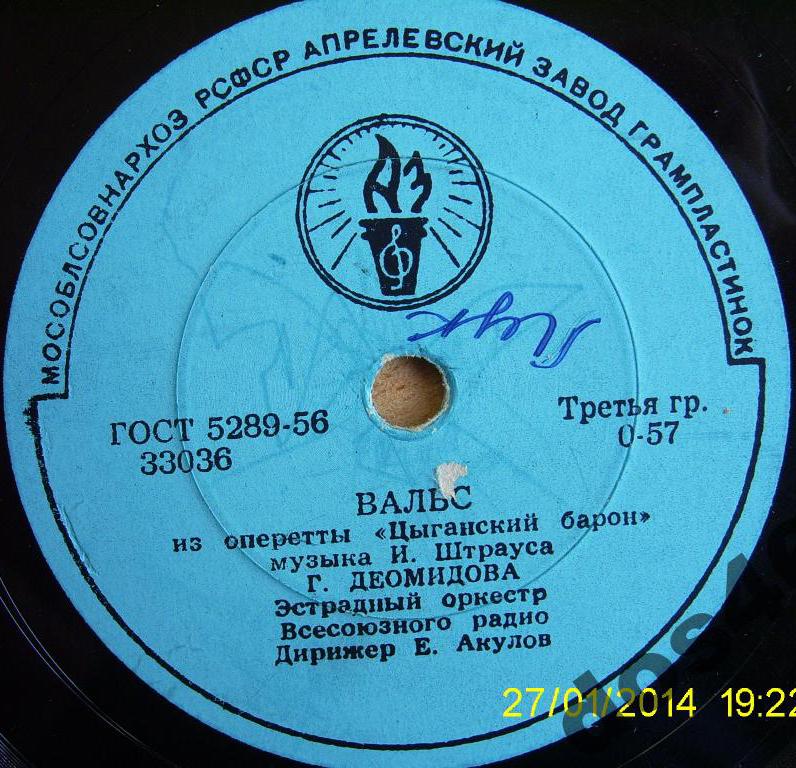 МОСОБЛСОВНАРХОЗ РСФСР АПРЕЛЕВСКИЙ ЗАВОД ГРАМПЛАСТИНОК
АЗ
ГОСТ 5289-56
33036
Третья гр.
0-57
ВАЛЬС
из оперетты «Цыганский барон»
музыка И. Штрауса
Г. ДЕОМИДОВА
Эстрадный оркестр
Всесоюзного радио
Дирижер Е. Акулов
27/01/2014 19:22